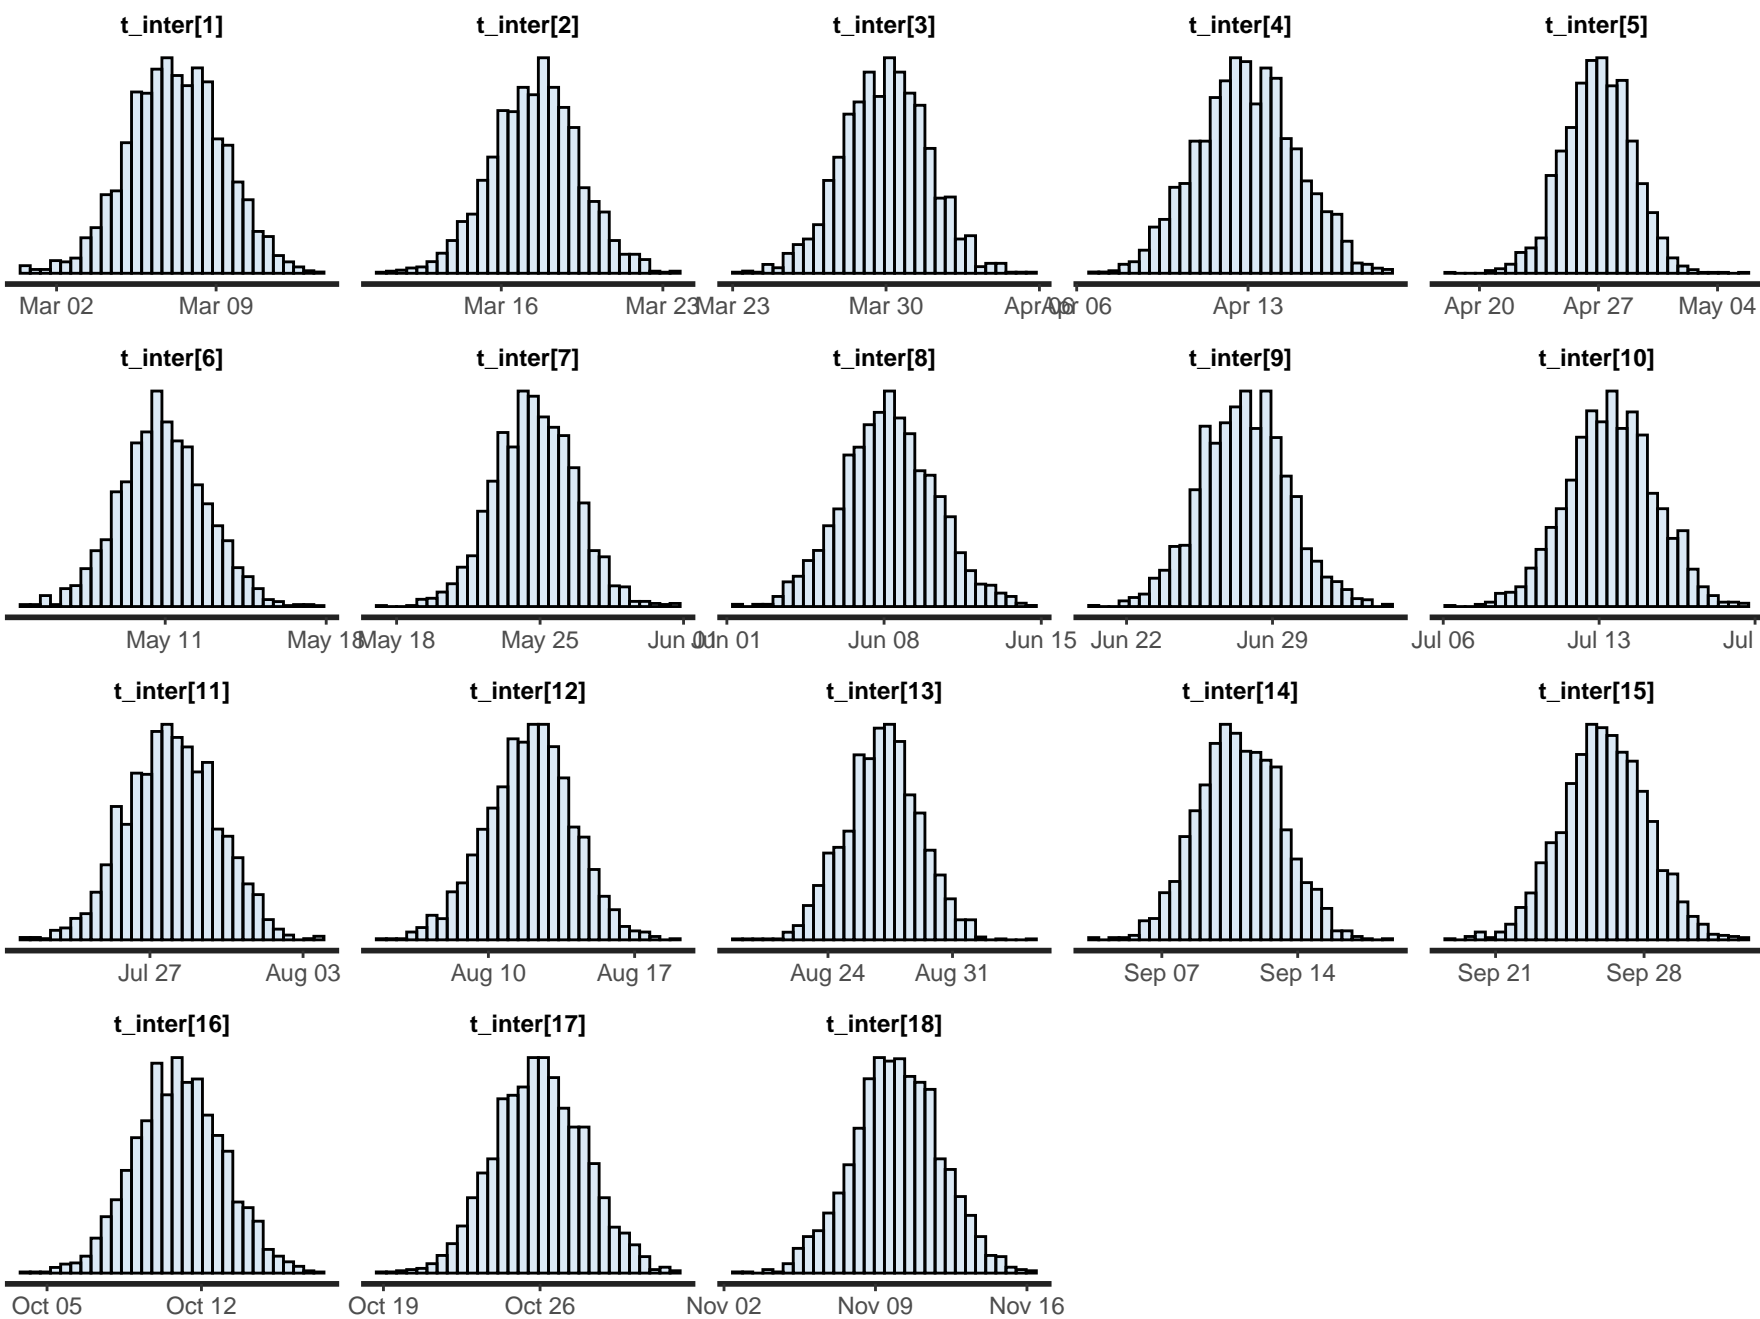 t_inter[1] t_inter[2] t_inter[3] t_inter[4] t_inter[5]
Mar 02 Mar 09 Mar 16 Mar 23 Mar 23 Mar 30 Apr 06 Apr 06 Apr 13 Apr 20 Apr 27 May 04
t_inter[6] t_inter[7] t_inter[8] t_inter[9] t_inter[10]
May 11 May 18 May 18 May 25 Jun 01 Jun 01 Jun 08 Jun 15 Jun 22 Jun 29 Jul 06 Jul 13 Jul
t_inter[11] t_inter[12] t_inter[13] t_inter[14] t_inter[15]
Jul 27 Aug 03 Aug 10 Aug 17 Aug 24 Aug 31 Sep 07 Sep 14 Sep 21 Sep 28
t_inter[16] t_inter[17] t_inter[18]
Oct 05 Oct 12 Oct 19 Oct 26 Nov 02 Nov 09 Nov 16